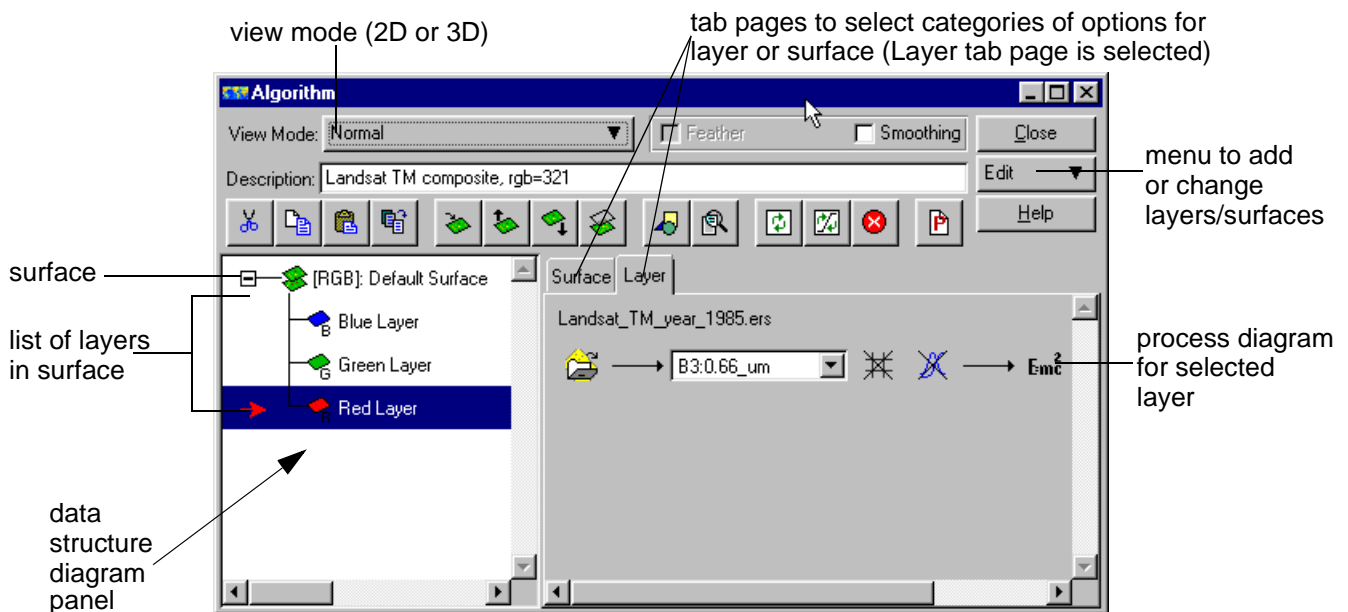 view mode (2D or 3D)
tab pages to select categories of options for
layer or surface (Layer tab page is selected)
Algorithm
View Mode: Normal
Feather
Smoothing
Close
Description: Landsat TM composite, rgb=321
Edit
Help
menu to add
or change
layers/surfaces
surface
[RGB]: Default Surface
B Blue Layer
G Green Layer
R Red Layer
list of layers
in surface
data
structure
diagram
panel
Surface Layer
Landsat_TM_year_1985.ers
B3:0.66_um
E=mc2
process diagram
for selected
layer